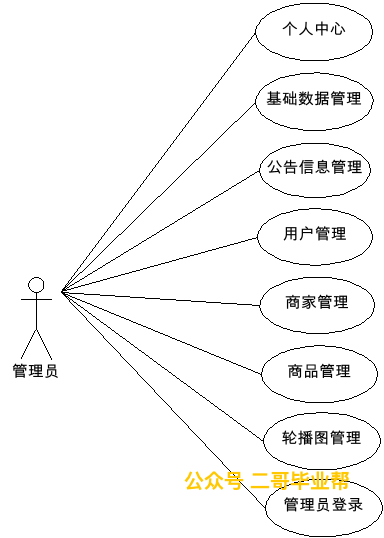 个人中心
基础数据管理
公告信息管理
用户管理
商家管理
管理员
商品管理
轮播图管理
公众号 二哥毕业帮
管理员登录